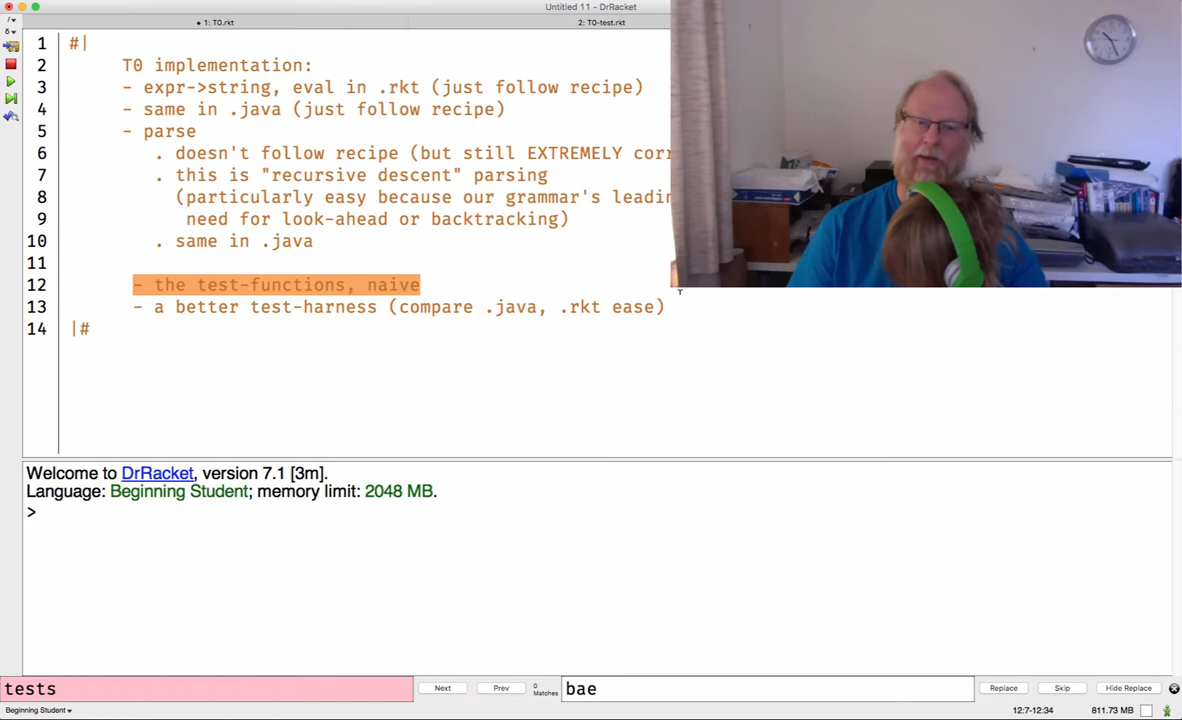 Untitled 11 - DrRacket
1: T0.rkt
2: T0-test.rkt
1 #|
2 T0 implementation:
3 - expr->string, eval in .rkt (just follow recipe)
4 - same in .java (just follow recipe)
5 - parse
6 . doesn't follow recipe (but still EXTREMELY corr
7 . this is "recursive descent" parsing
8 (particularly easy because our grammar's leadin
9 need for look-ahead or backtracking)
10 . same in .java
11
12 - the test-functions, naive
13 - a better test-harness (compare .java, .rkt ease)
14 |#
Welcome to DrRacket, version 7.1 [3m].
Language: Beginning Student; memory limit: 2048 MB.
>
tests Next Prev 0 Matches bae Replace Skip Hide Replace
Beginning Student 12:7-12:34 811.73 MB